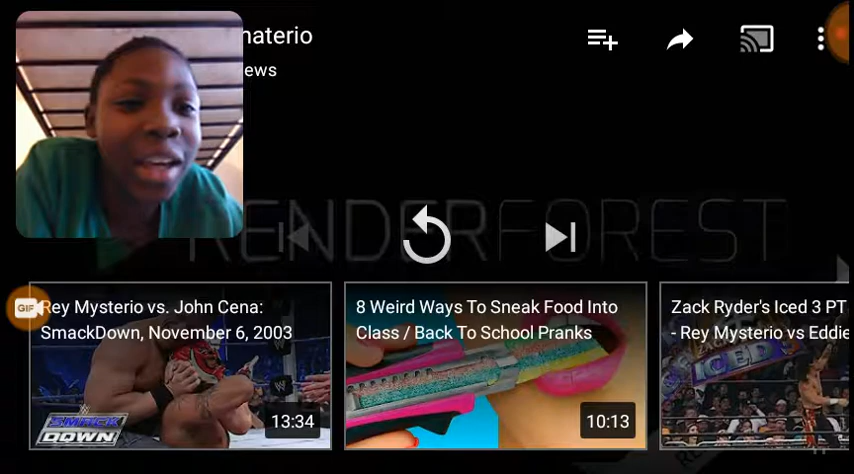 naterio
ews
RENDERFOREST
GIF
Rey Mysterio vs. John Cena:
SmackDown, November 6, 2003
SMACK
DOWN
13:34
8 Weird Ways To Sneak Food Into
Class / Back To School Pranks
10:13
Zack Ryder's Iced 3 PT
- Rey Mysterio vs Eddie
ICED